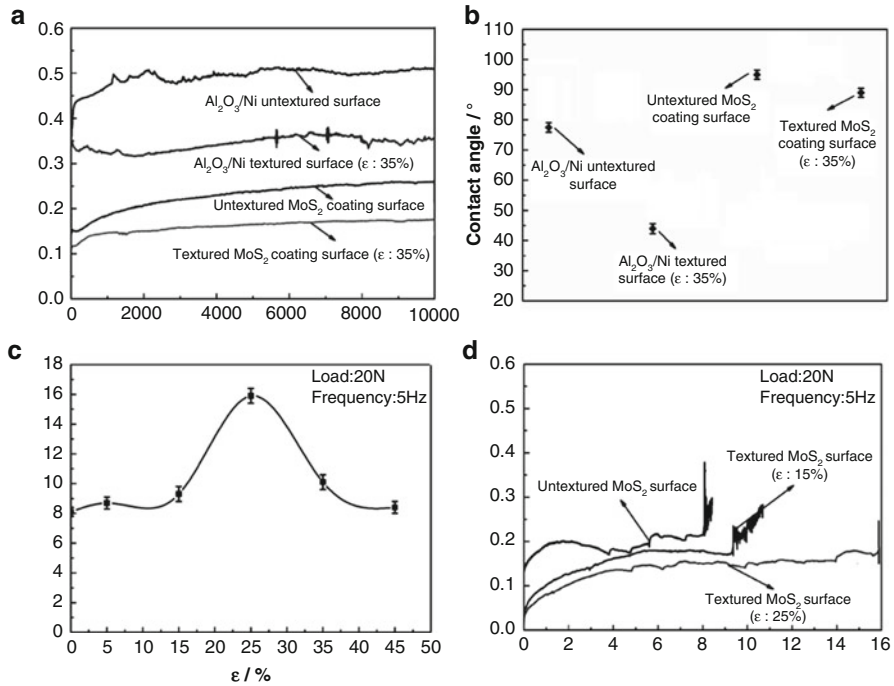 a
0.6
0.5
0.4
0.3
0.2
0.1
0.0
Al₂O₃/Ni untextured surface
Al₂O₃/Ni textured surface (ε : 35%)
Untextured MoS₂ coating surface
Textured MoS₂ coating surface (ε : 35%)
0 2000 4000 6000 8000 10000
b
Contact angle / °
110
100
90
80
70
60
50
40
30
20
Untextured MoS₂
coating surface
Textured MoS₂
coating surface
(ε : 35%)
Al₂O₃/Ni untextured
surface
Al₂O₃/Ni textured
surface (ε : 35%)
c
18
16
14
12
10
8
6
4
2
0
Load:20N
Frequency:5Hz
0 5 10 15 20 25 30 35 40 45 50
ε / %
d
0.6
0.5
0.4
0.3
0.2
0.1
0.0
Load:20N
Frequency:5Hz
Textured MoS₂ surface
(ε : 15%)
Untextured MoS₂ surface
Textured MoS₂ surface
(ε : 25%)
0 2 4 6 8 10 12 14 16